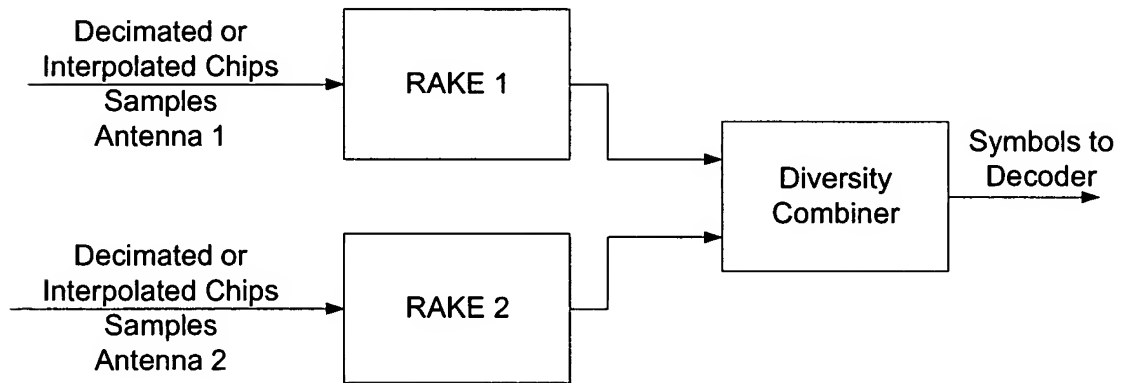 Decimated or
Interpolated Chips
Samples
Antenna 1
RAKE 1
Diversity
Combiner
Symbols to
Decoder
Decimated or
Interpolated Chips
Samples
Antenna 2
RAKE 2